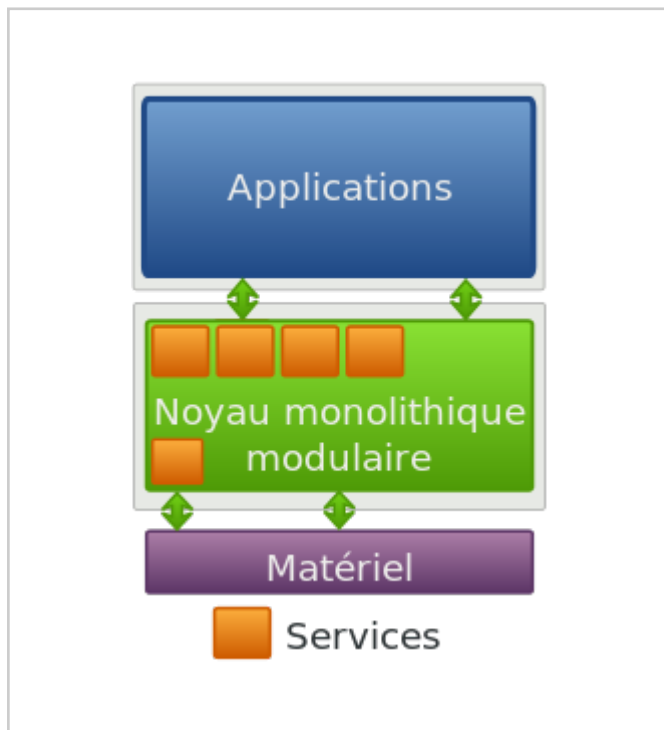 Applications
Noyau monolithique
modulaire
Matériel
Services